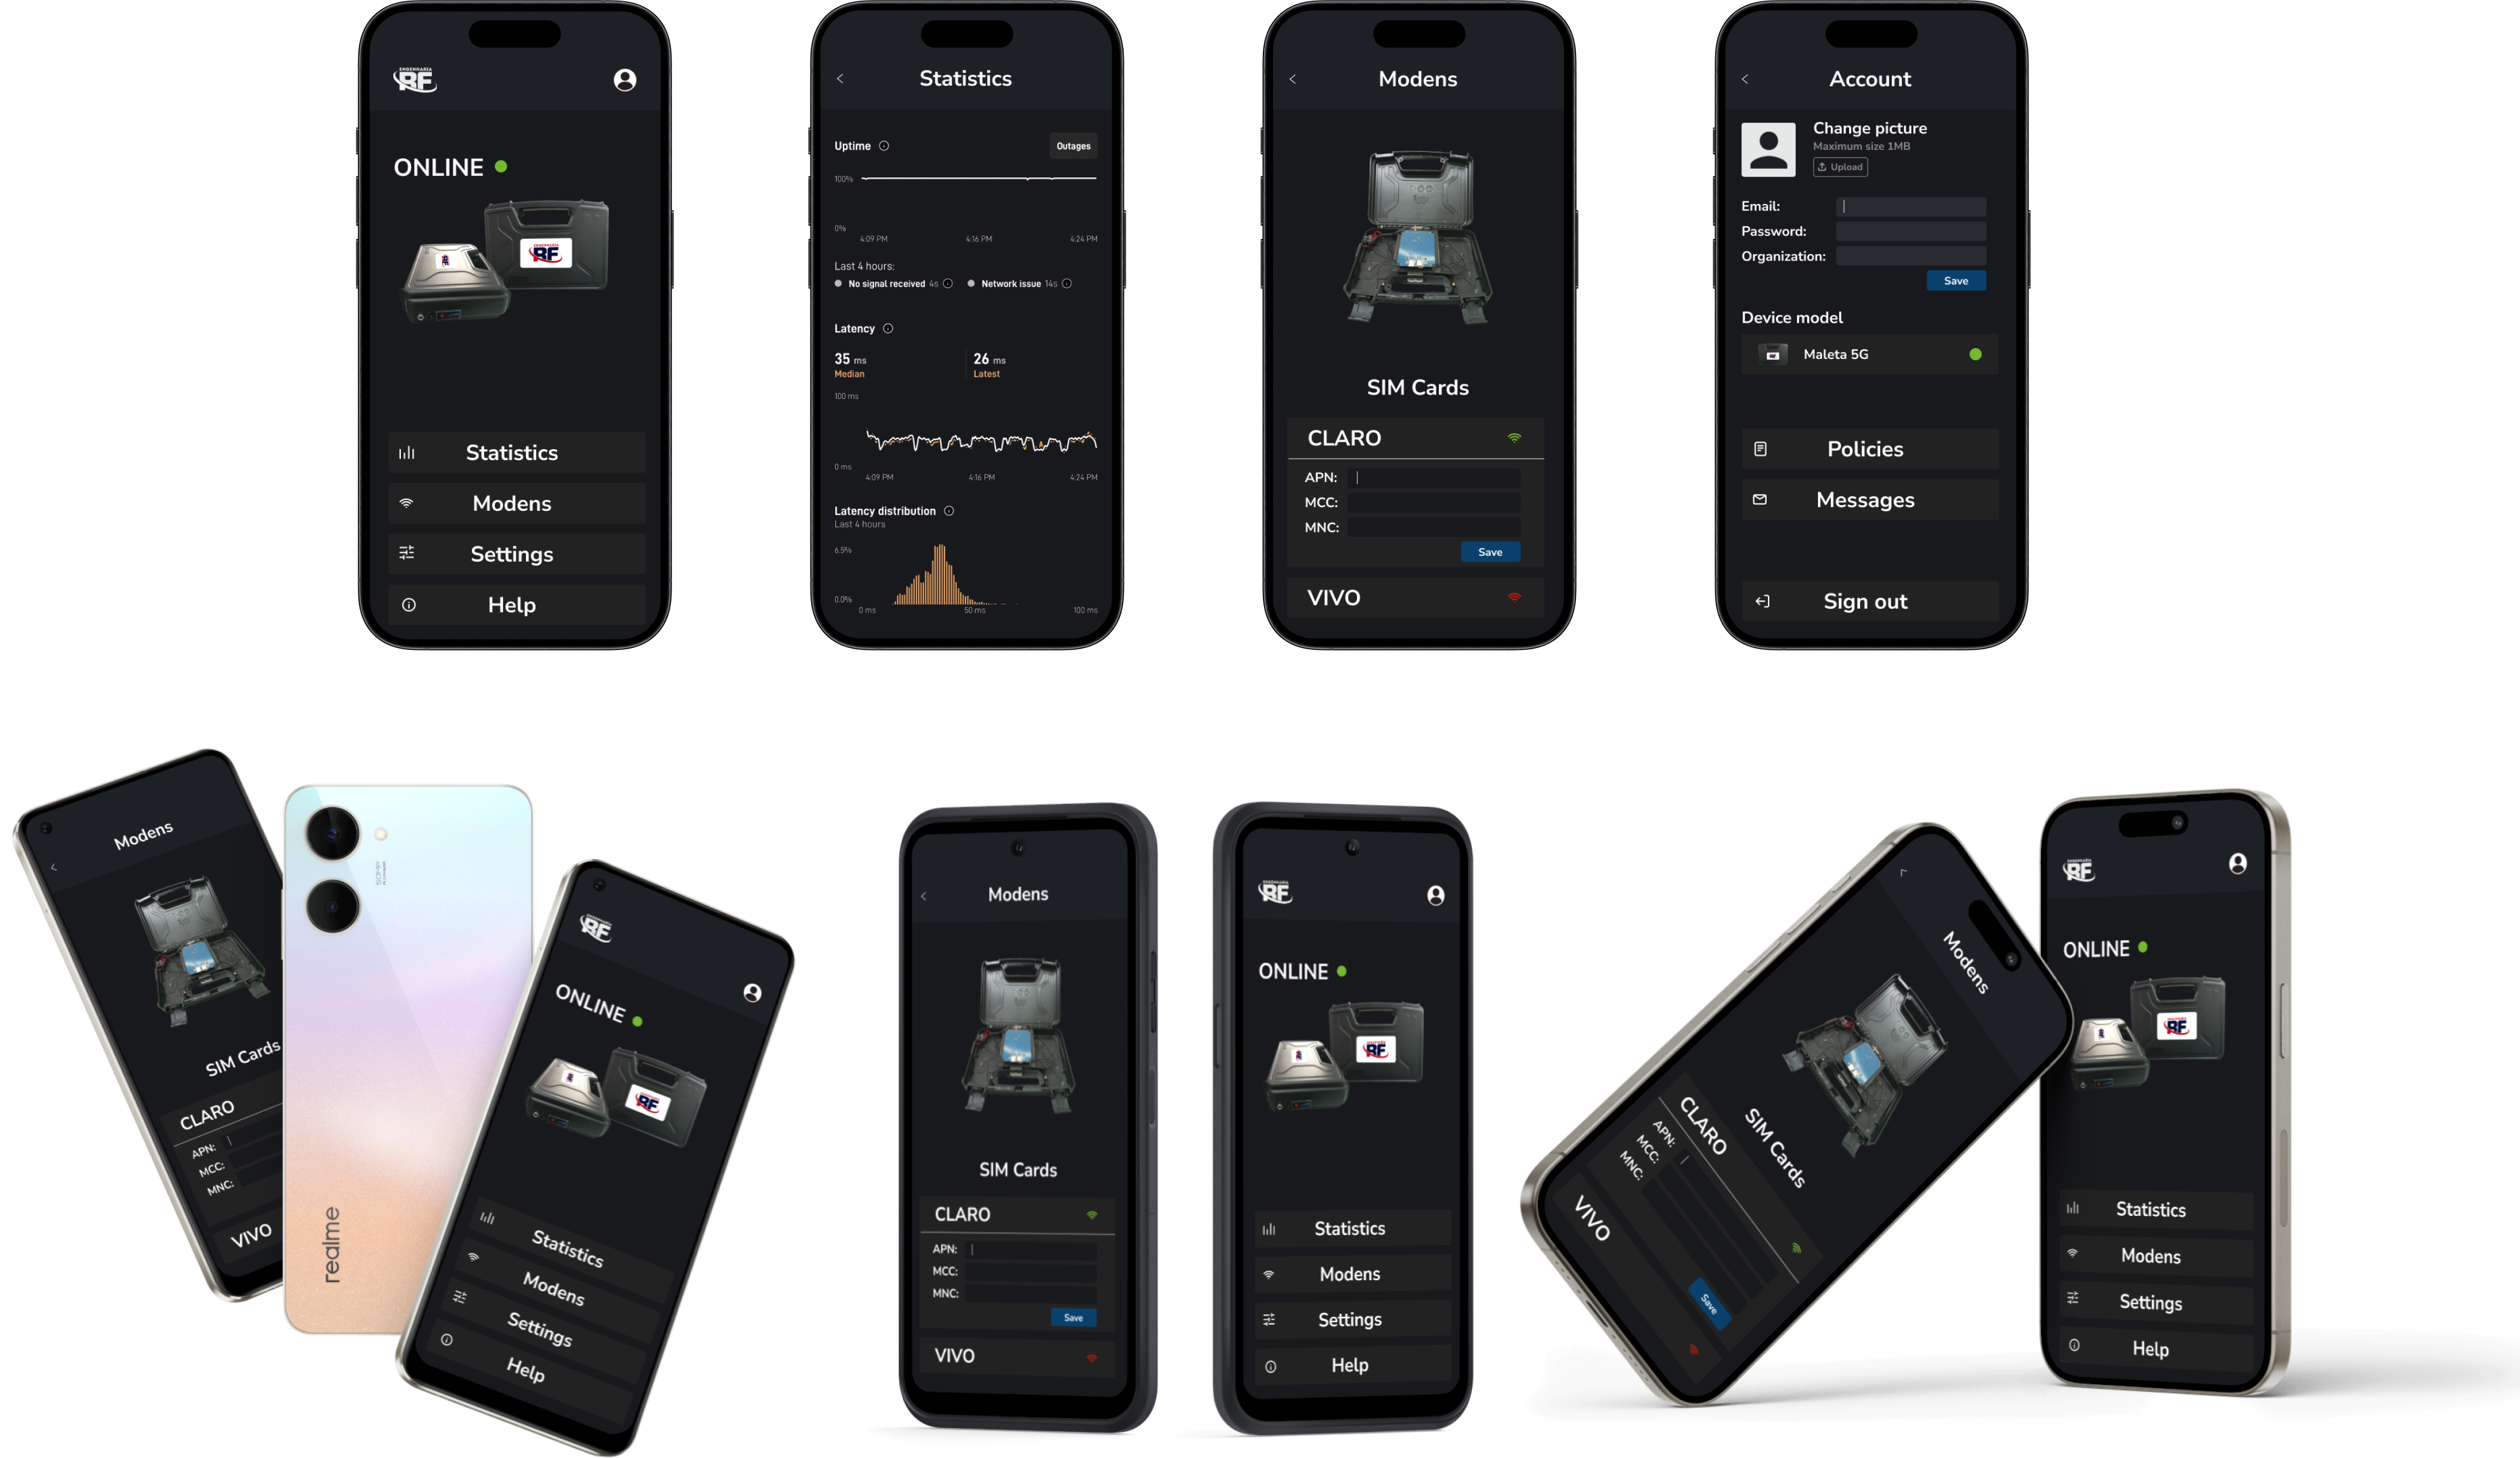 ENGENHARIA
RF
ONLINE
Statistics
Modens
Settings
Help
Statistics
Uptime
Outages
100%
0%
4:09 PM 4:16 PM 4:24 PM
Last 4 hours:
No signal received 4s Network issue 14s
Latency
35 ms 26 ms
Median Latest
100 ms
0 ms
4:09 PM 4:16 PM 4:24 PM
Latency distribution
Last 4 hours
6.5%
0.0%
0 ms 50 ms 100 ms
Modens
SIM Cards
CLARO
APN:
MCC:
MNC:
Save
VIVO
Account
Change picture
Maximum size 1MB
Upload
Email:
Password:
Organization:
Save
Device model
Maleta 5G
Policies
Messages
Sign out
Modens
SIM Cards
CLARO
APN:
MCC:
MNC:
VIVO
realme
RF
ONLINE
RF
Statistics
Modens
Settings
Help
Modens
SIM Cards
CLARO
APN:
MCC:
MNC:
Save
VIVO
ENGENHARIA
RF
ONLINE
RF
Statistics
Modens
Settings
Help
Modens
SIM Cards
CLARO
APN:
MCC:
MNC:
Save
VIVO
ENGENHARIA
RF
ONLINE
RF
Statistics
Modens
Settings
Help